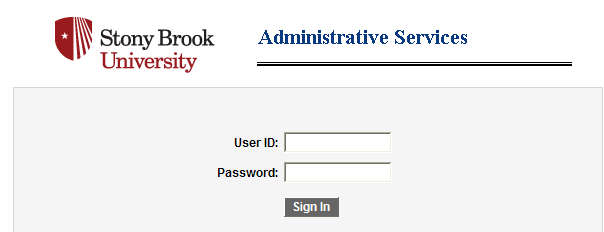 Stony Brook
University
Administrative Services
User ID:
Password:
Sign In